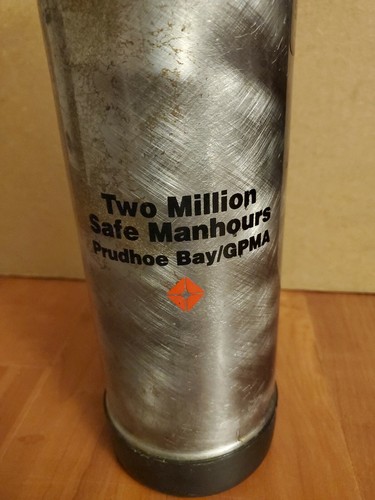 Two Million
Safe Manhours
Prudhoe Bay/GPMA